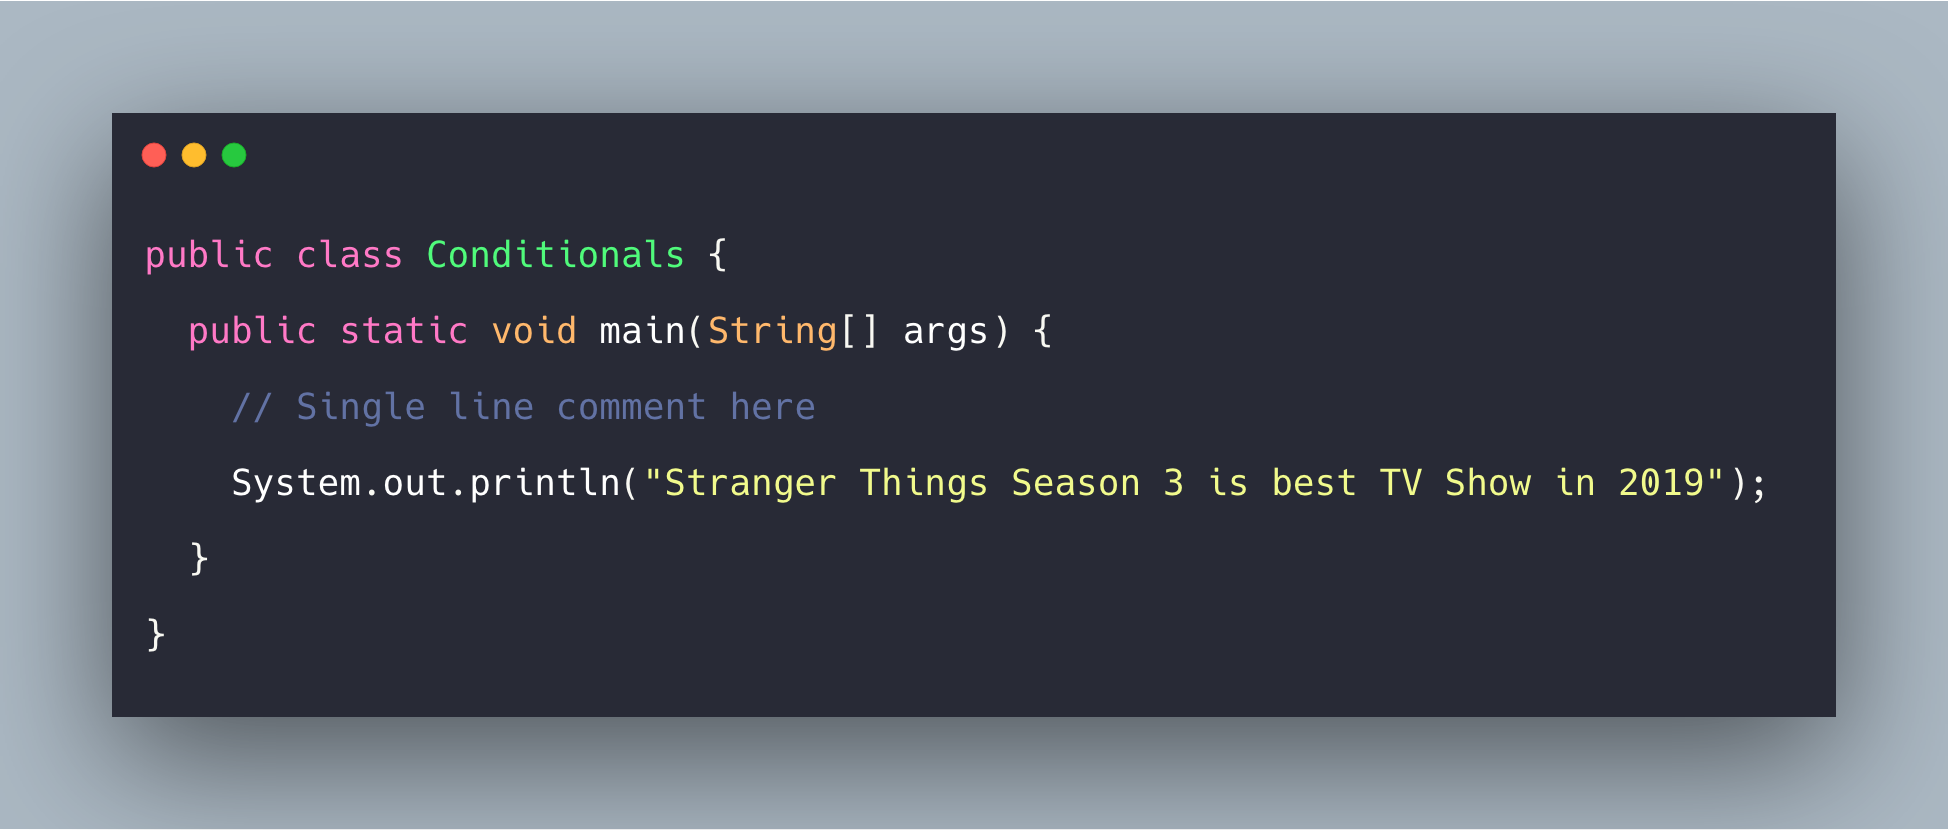 public class Conditionals {
  public static void main(String[] args) {
    // Single line comment here
    System.out.println("Stranger Things Season 3 is best TV Show in 2019");
  }
}